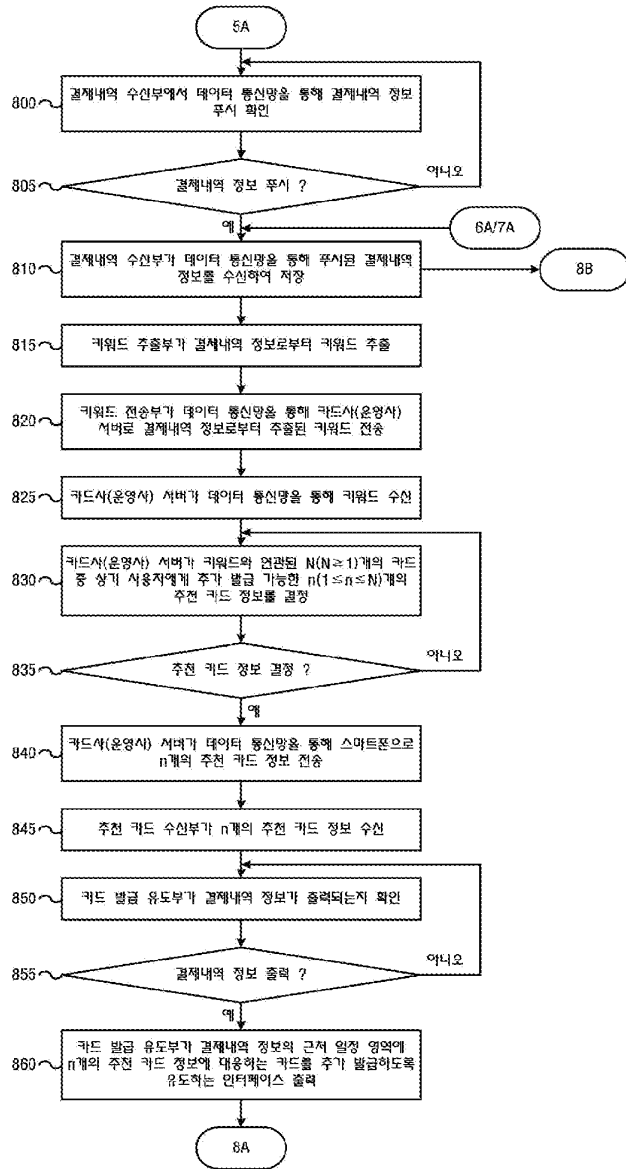 5A
800
결제내역 수신부에서 데이터 통신망을 통해 결제내역 정보
푸시 확인
805
결제내역 정보 푸시 ?
아니오
예
6A/7A
810
결제내역 수신부가 데이터 통신망을 통해 푸시된 결제내역
정보를 수신하여 저장
8B
815
키워드 추출부가 결제내역 정보로부터 키워드 추출
820
키워드 전송부가 데이터 통신망을 통해 카드사(운영사)
서버로 결제내역 정보로부터 추출된 키워드 전송
825
카드사(운영사) 서버가 데이터 통신망을 통해 키워드 수신
830
카드사(운영사) 서버가 키워드와 연관된 N(N≥1)개의 카드
중 상기 사용자에게 추가 발급 가능한 n(1≤n≤N)개의
추천 카드 정보를 결정
835
추천 카드 정보 결정 ?
아니오
예
840
카드사(운영사) 서버가 데이터 통신망을 통해 스마트폰으로
n개의 추천 카드 정보 전송
845
추천 카드 수신부가 n개의 추천 카드 정보 수신
850
카드 발급 유도부가 결제내역 정보가 출력되는지 확인
855
결제내역 정보 출력 ?
아니오
예
860
카드 발급 유도부가 결제내역 정보의 근처 일정 영역에
n개의 추천 카드 정보에 대응하는 카드를 추가 발급하도록
유도하는 인터페이스 출력
8A